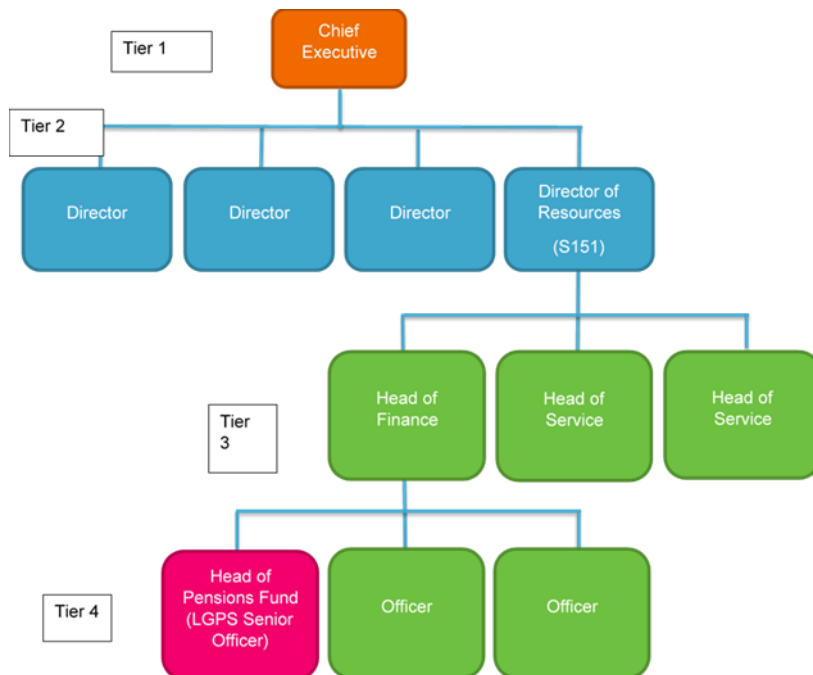 Tier 1
Chief
Executive
Tier 2
Director
Director
Director
Director of
Resources
(S151)
Tier
3
Head of
Finance
Head of
Service
Head of
Service
Tier 4
Head of
Pensions Fund
(LGPS Senior
Officer)
Officer
Officer